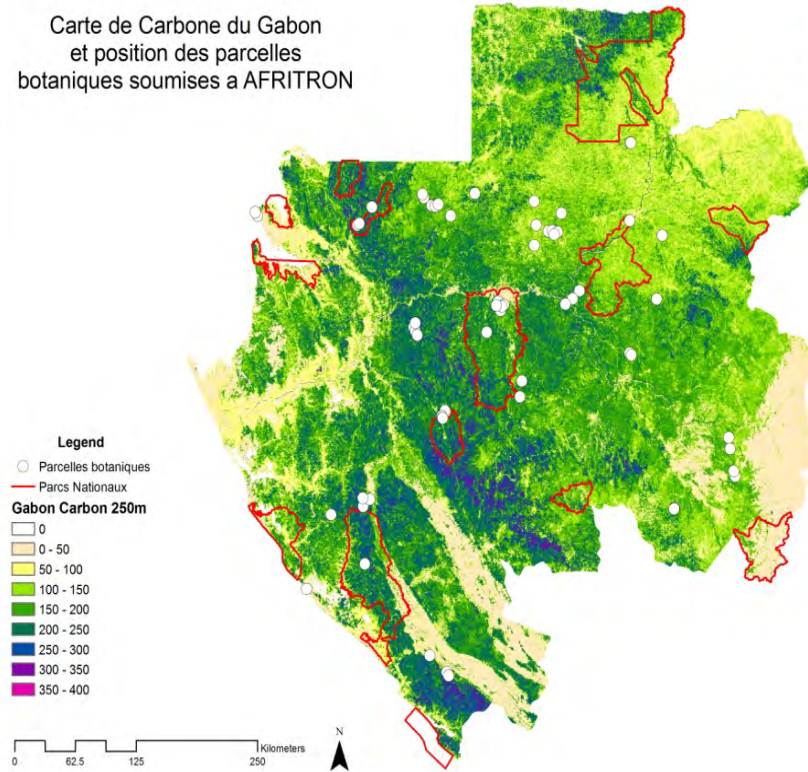 Carte de Carbone du Gabon
et position des parcelles
botaniques soumises a AFRITRON
Legend
Parcelles botaniques
Parcs Nationaux
Gabon Carbon 250m
0
0 - 50
50 - 100
100 - 150
150 - 200
200 - 250
250 - 300
300 - 350
350 - 400
Kilometers
0 62.5 125 250
N